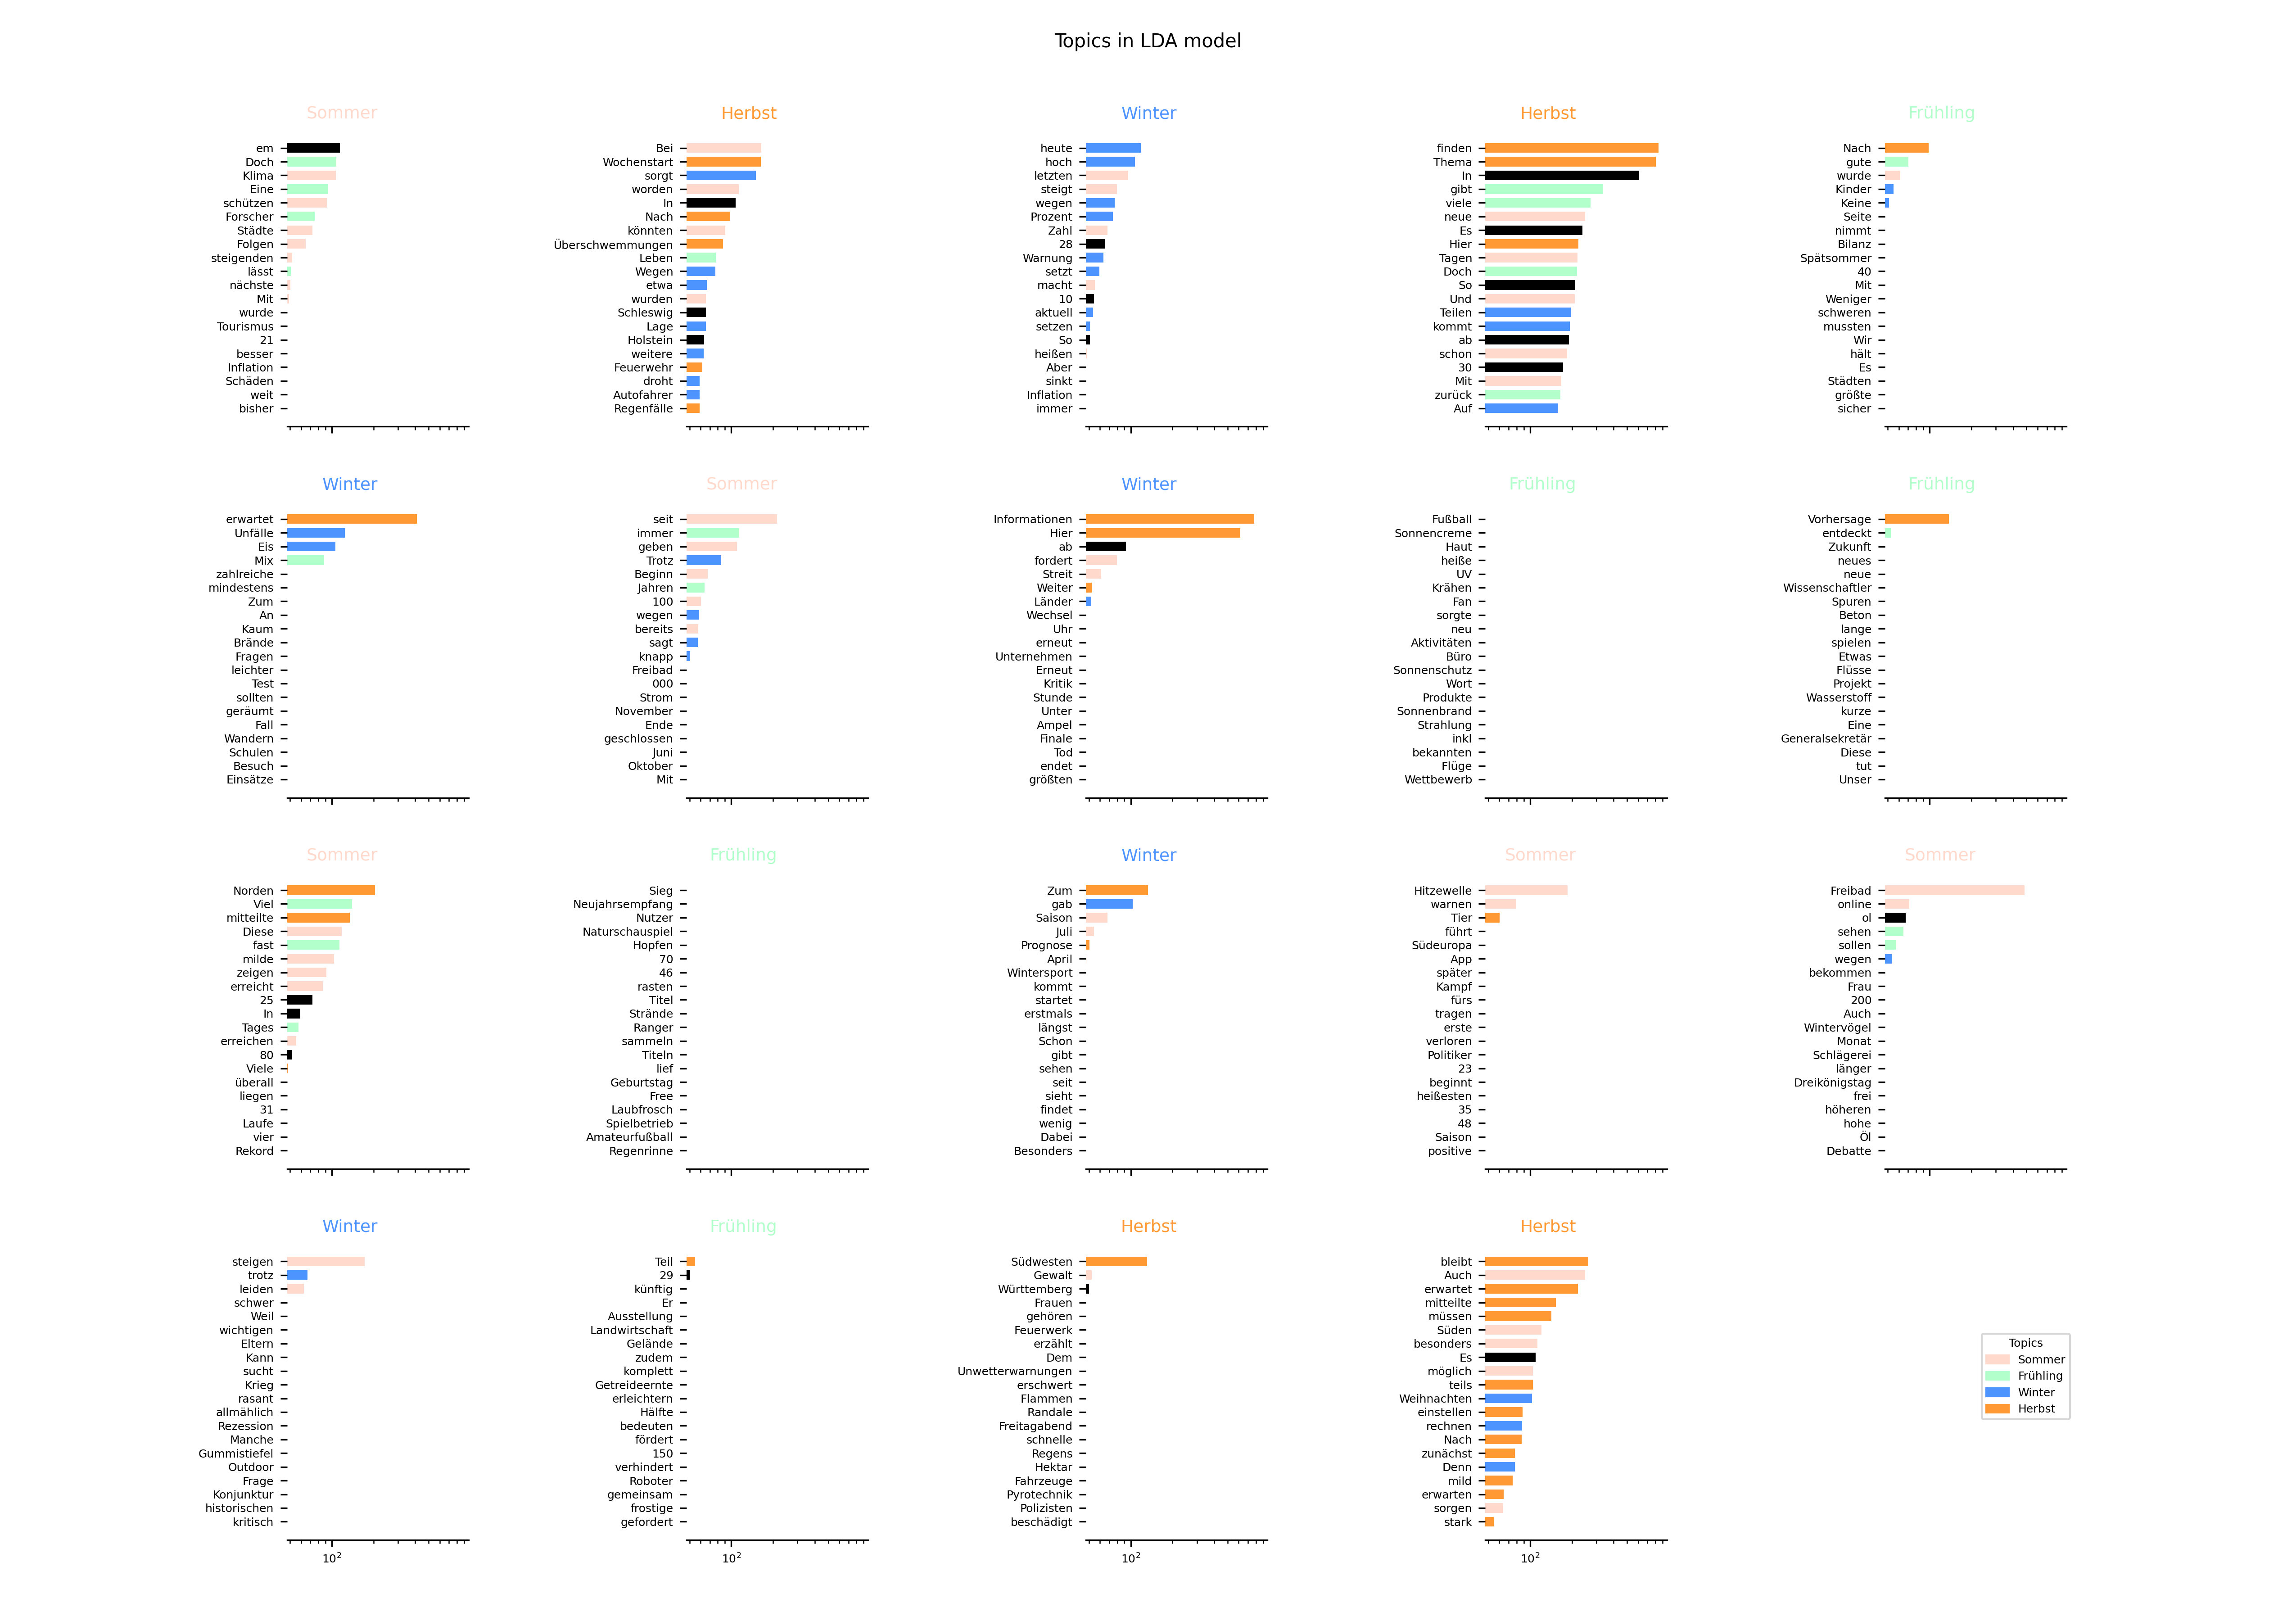 Topics in LDA model
Sommer
em
Doch
Klima
Eine
schützen
Forscher
Städte
Folgen
steigenden
lässt
nächste
Mit
wurde
Tourismus
21
besser
Inflation
Schäden
weit
bisher
Herbst
Bei
Wochenstart
sorgt
worden
In
Nach
könnten
Überschwemmungen
Leben
Wegen
etwa
wurden
Schleswig
Lage
Holstein
weitere
Feuerwehr
droht
Autofahrer
Regenfälle
Winter
heute
hoch
letzten
steigt
wegen
Prozent
Zahl
28
Warnung
setzt
macht
10
aktuell
setzen
So
heißen
Aber
sinkt
Inflation
immer
Herbst
finden
Thema
In
gibt
viele
neue
Es
Hier
Tagen
Doch
So
Und
Teilen
kommt
ab
schon
30
Mit
zurück
Auf
Frühling
Nach
gute
wurde
Kinder
Keine
Seite
nimmt
Bilanz
Spätsommer
40
Mit
Weniger
schweren
mussten
Wir
hält
Es
Städten
größte
sicher
Winter
erwartet
Unfälle
Eis
Mix
zahlreiche
mindestens
Zum
An
Kaum
Brände
Fragen
leichter
Test
sollten
geräumt
Fall
Wandern
Schulen
Besuch
Einsätze
Sommer
seit
immer
geben
Trotz
Beginn
Jahren
100
wegen
bereits
sagt
knapp
Freibad
000
Strom
November
Ende
geschlossen
Juni
Oktober
Mit
Winter
Informationen
Hier
ab
fordert
Streit
Weiter
Länder
Wechsel
Uhr
erneut
Unternehmen
Erneut
Kritik
Stunde
Unter
Ampel
Finale
Tod
endet
größten
Frühling
Fußball
Sonnencreme
Haut
heiße
UV
Krähen
Fan
sorgte
neu
Aktivitäten
Büro
Sonnenschutz
Wort
Produkte
Sonnenbrand
Strahlung
inkl
bekannten
Flüge
Wettbewerb
Frühling
Vorhersage
entdeckt
Zukunft
neues
neue
Wissenschaftler
Spuren
Beton
lange
spielen
Etwas
Flüsse
Projekt
Wasserstoff
kurze
Eine
Generalsekretär
Diese
tut
Unser
Sommer
Norden
Viel
mitteilte
Diese
fast
milde
zeigen
erreicht
25
In
Tages
erreichen
80
Viele
überall
liegen
31
Laufe
vier
Rekord
Frühling
Sieg
Neujahrsempfang
Nutzer
Naturschauspiel
Hopfen
70
46
rasten
Titel
Strände
Ranger
sammeln
Titeln
lief
Geburtstag
Free
Laubfrosch
Spielbetrieb
Amateurfußball
Regenrinne
Winter
Zum
gab
Saison
Juli
Prognose
April
Wintersport
kommt
startet
erstmals
längst
Schon
gibt
sehen
seit
sieht
findet
wenig
Dabei
Besonders
Sommer
Hitzewelle
warnen
Tier
führt
Südeuropa
App
später
Kampf
fürs
tragen
erste
verloren
Politiker
23
beginnt
heißesten
35
48
Saison
positive
Sommer
Freibad
online
ol
sehen
sollen
wegen
bekommen
Frau
200
Auch
Wintervögel
Monat
Schlägerei
länger
Dreikönigstag
frei
höheren
hohe
Öl
Debatte
Winter
steigen
trotz
leiden
schwer
Weil
wichtigen
Eltern
Kann
sucht
Krieg
rasant
allmählich
Rezession
Manche
Gummistiefel
Outdoor
Frage
Konjunktur
historischen
kritisch
10²
Frühling
Teil
29
künftig
Er
Ausstellung
Landwirtschaft
Gelände
zudem
komplett
Getreideernte
erleichtern
Hälfte
bedeuten
fördert
150
verhindert
Roboter
gemeinsam
frostige
gefordert
10²
Herbst
Südwesten
Gewalt
Württemberg
Frauen
gehören
Feuerwerk
erzählt
Dem
Unwetterwarnungen
erschwert
Flammen
Randale
Freitagabend
schnelle
Regens
Hektar
Fahrzeuge
Pyrotechnik
Polizisten
beschädigt
10²
Herbst
bleibt
Auch
erwartet
mitteilte
müssen
Süden
besonders
Es
möglich
teils
Weihnachten
einstellen
rechnen
Nach
zunächst
Denn
mild
erwarten
sorgen
stark
10²
Topics
Sommer
Frühling
Winter
Herbst